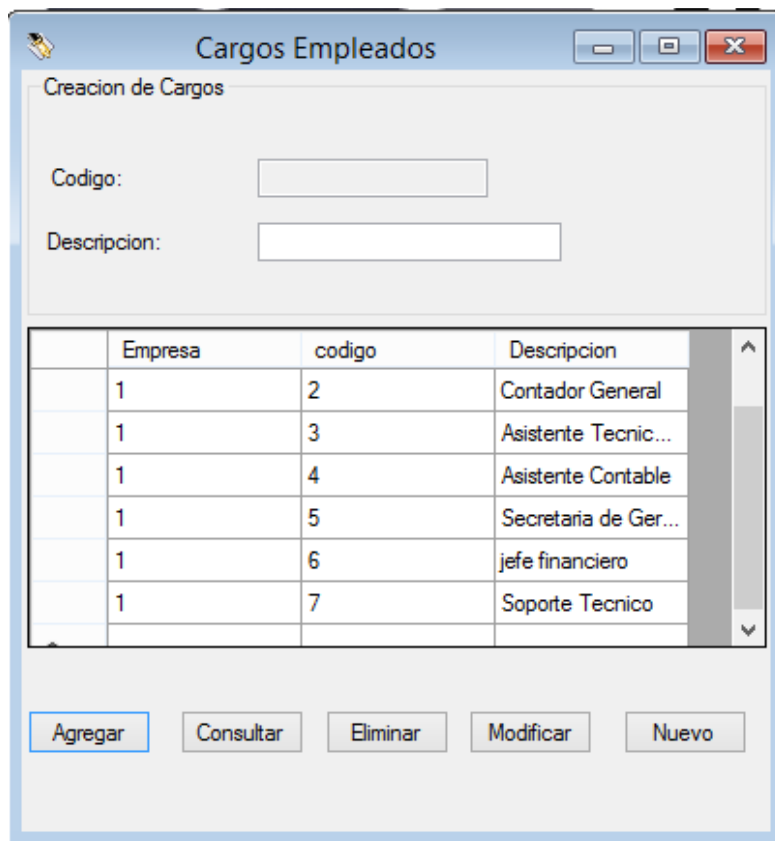 Cargos Empleados
Creacion de Cargos
Codigo:
Descripcion:
Empresa codigo Descripcion
1 2 Contador General
1 3 Asistente Tecnic...
1 4 Asistente Contable
1 5 Secretaria de Ger...
1 6 jefe financiero
1 7 Soporte Tecnico
Agregar Consultar Eliminar Modificar Nuevo